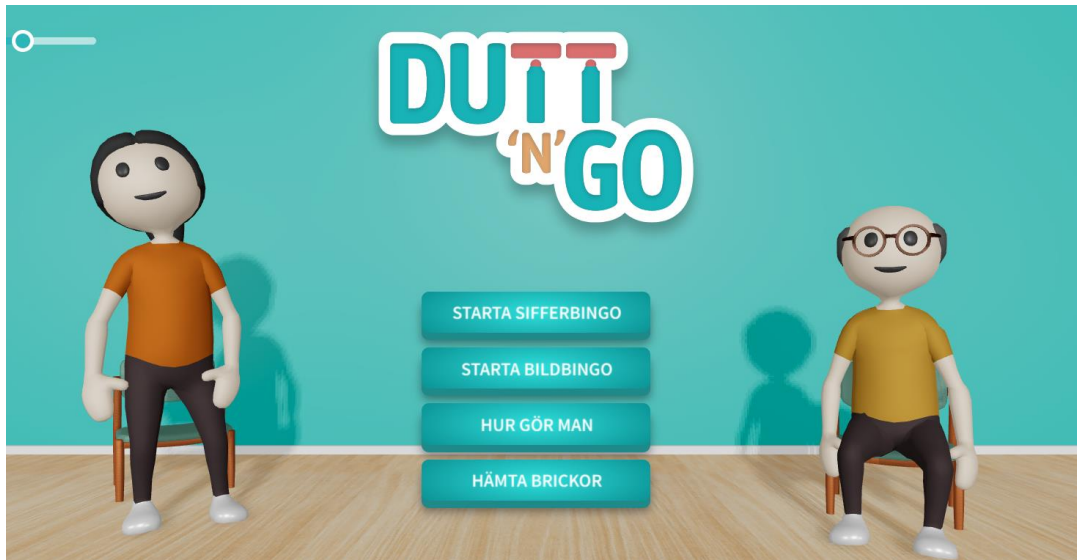 DUTT
'N' GO
STARTA SIFFERBINGO
STARTA BILDBINGO
HUR GÖR MAN
HÄMTA BRICKOR